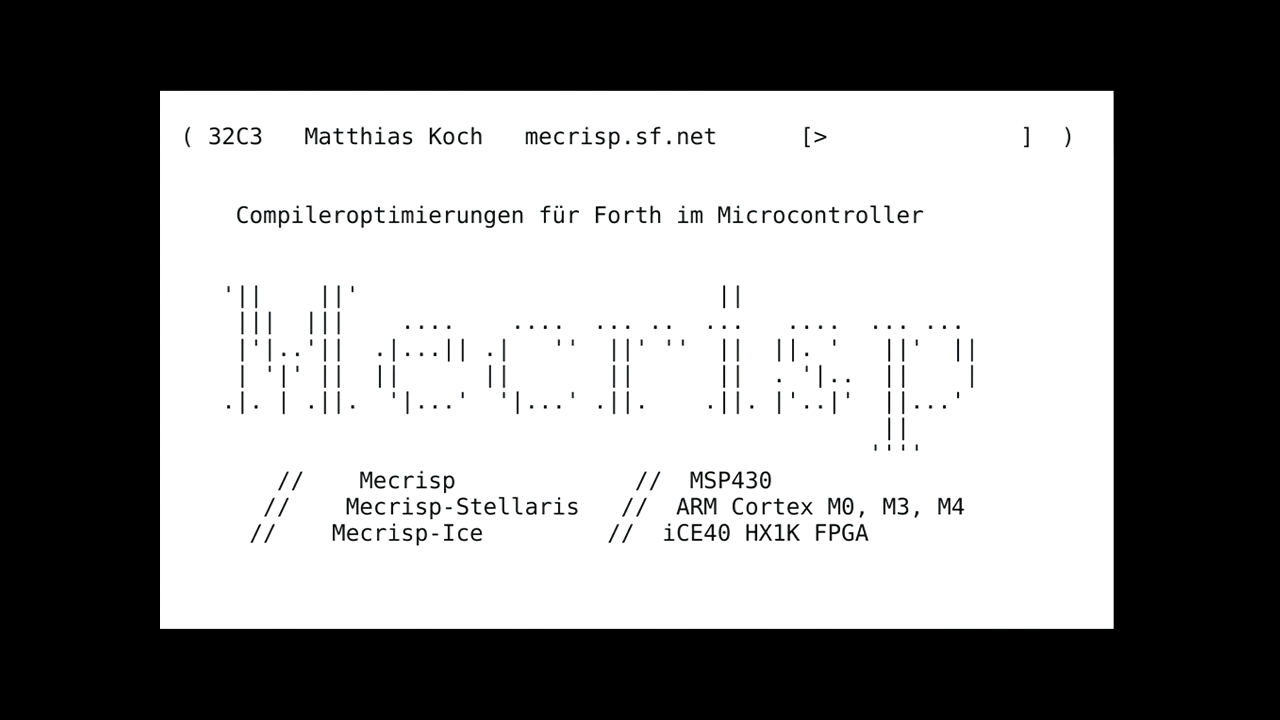 ( 32C3   Matthias Koch   mecrisp.sf.net      [>              ]  )
Compileroptimierungen für Forth im Microcontroller
Mecrisp
//    Mecrisp             //  MSP430
//    Mecrisp-Stellaris   //  ARM Cortex M0, M3, M4
//    Mecrisp-Ice         //  iCE40 HX1K FPGA